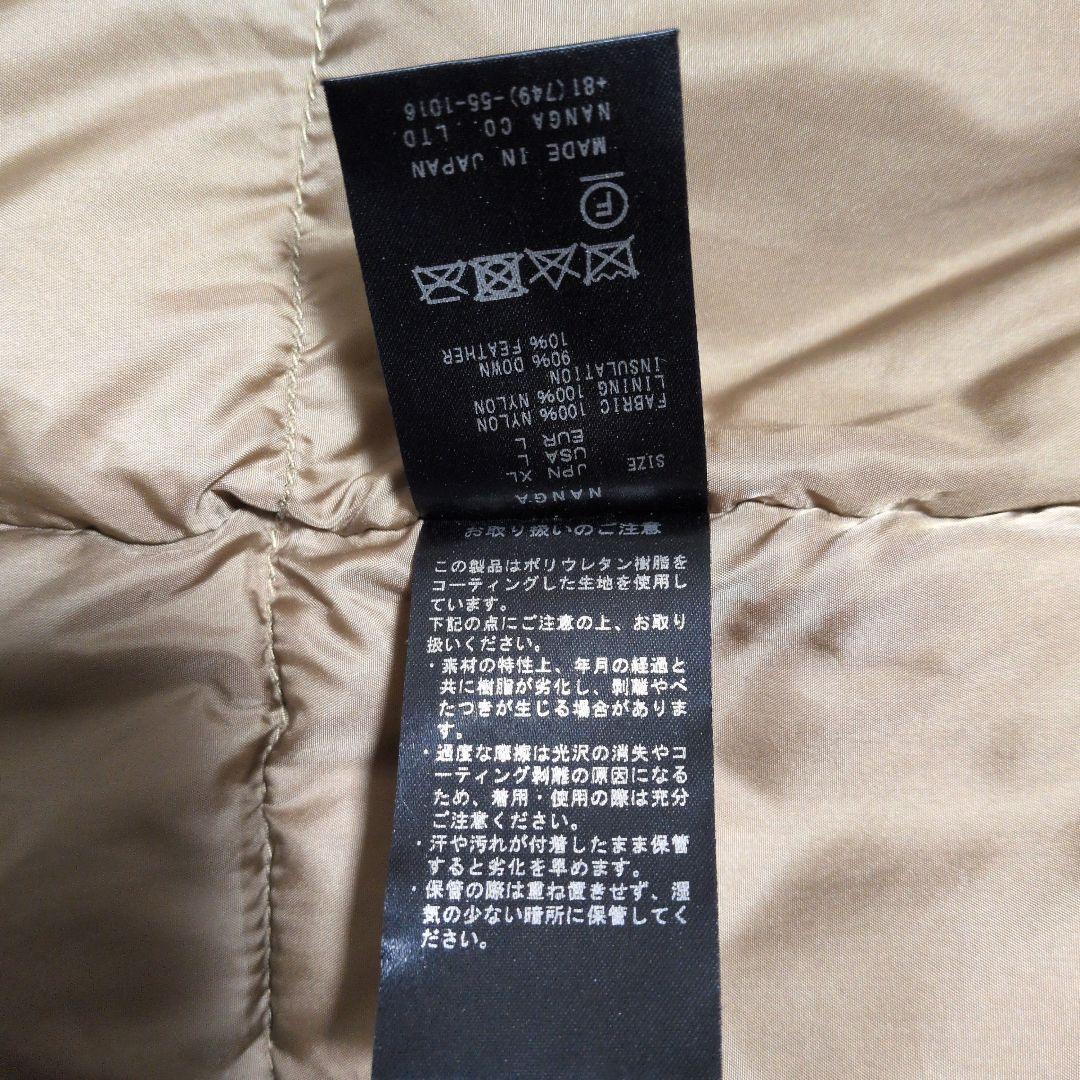 NANGA
SIZE
JPN XL
USA L
EUR L
FABRIC 100% NYLON
LINING 100% NYLON
INSULATION
90% DOWN
10% FEATHER
F
MADE IN JAPAN
NANGA CO.,LTD
+81(749)-55-1016
お取り扱いのご注意
この製品はポリウレタン樹脂を
コーティングした生地を使用し
ています。
下記の点にご注意の上、お取り
扱いください。
・素材の特性上、年月の経過と
共に樹脂が劣化し、剥離やべ
たつきが生じる場合がありま
す。
・過度な摩擦は光沢の消失やコ
ーティング剥離の原因になる
ため、着用・使用の際は充分
ご注意ください。
・汗や汚れが付着したまま保管
すると劣化を早めます。
・保管の際は重ね置きせず、湿
気の少ない暗所に保管してく
ださい。